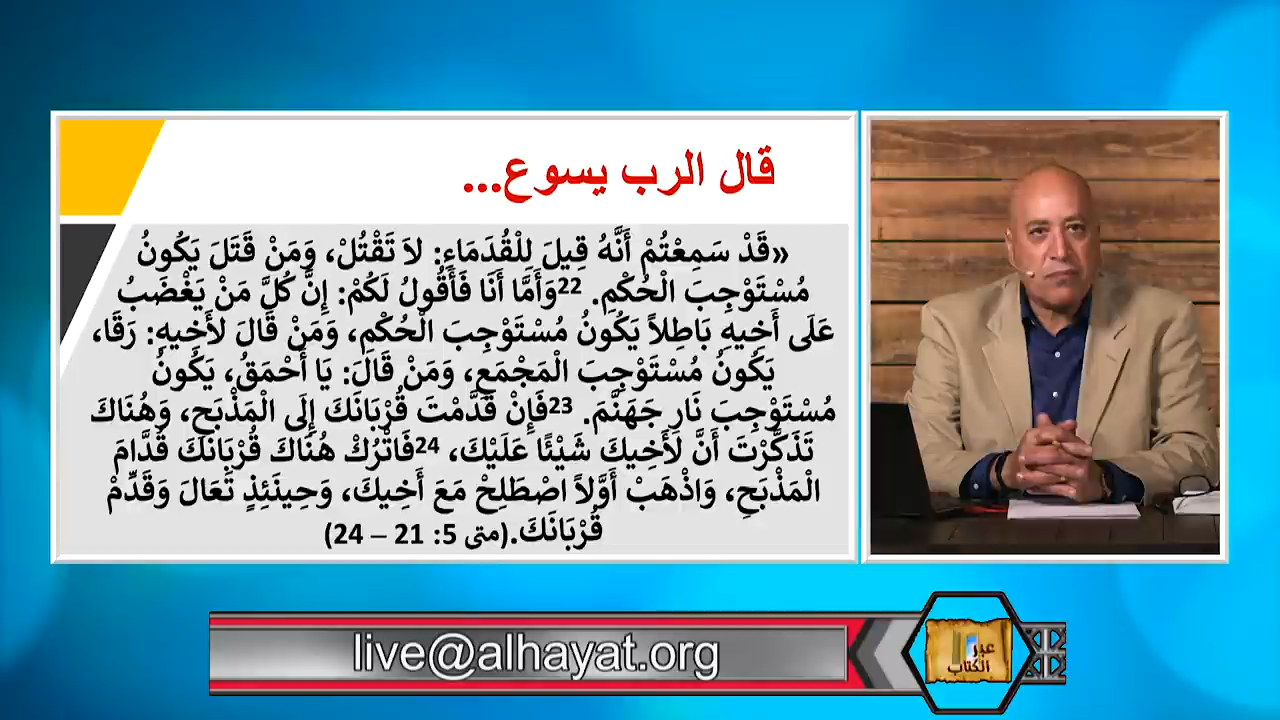 قال الرب يسوع...
«قَدْ سَمِعْتُمْ أَنَّهُ قِيلَ لِلْقُدَمَاءِ: لاَ تَقْتُلْ، وَمَنْ قَتَلَ يَكُونُ
مُسْتَوْجِبَ الْحُكْمِ. 22وَأَمَّا أَنَا فَأَقُولُ لَكُمْ: إِنَّ كُلَّ مَنْ يَغْضَبُ
عَلَى أَخِيهِ بَاطِلاً يَكُونُ مُسْتَوْجِبَ الْحُكْمِ، وَمَنْ قَالَ لأَخِيهِ: رَقَا،
يَكُونُ مُسْتَوْجِبَ الْمَجْمَعِ، وَمَنْ قَالَ: يَا أَحْمَقُ، يَكُونُ
مُسْتَوْجِبَ نَارِ جَهَنَّمَ. 23فَإِنْ قَدَّمْتَ قُرْبَانَكَ إِلَى الْمَذْبَحِ، وَهُنَاكَ
تَذَكَّرْتَ أَنَّ لأَخِيكَ شَيْئًا عَلَيْكَ، 24فَاتْرُكْ هُنَاكَ قُرْبَانَكَ قُدَّامَ
الْمَذْبَحِ، وَاذْهَبْ أَوَّلاً اصْطَلِحْ مَعَ أَخِيكَ، وَحِينَئِذٍ تَعَالَ وَقَدِّمْ
قُرْبَانَكَ.(متى 5: 21 – 24)
live@alhayat.org
عبر
الكتاب